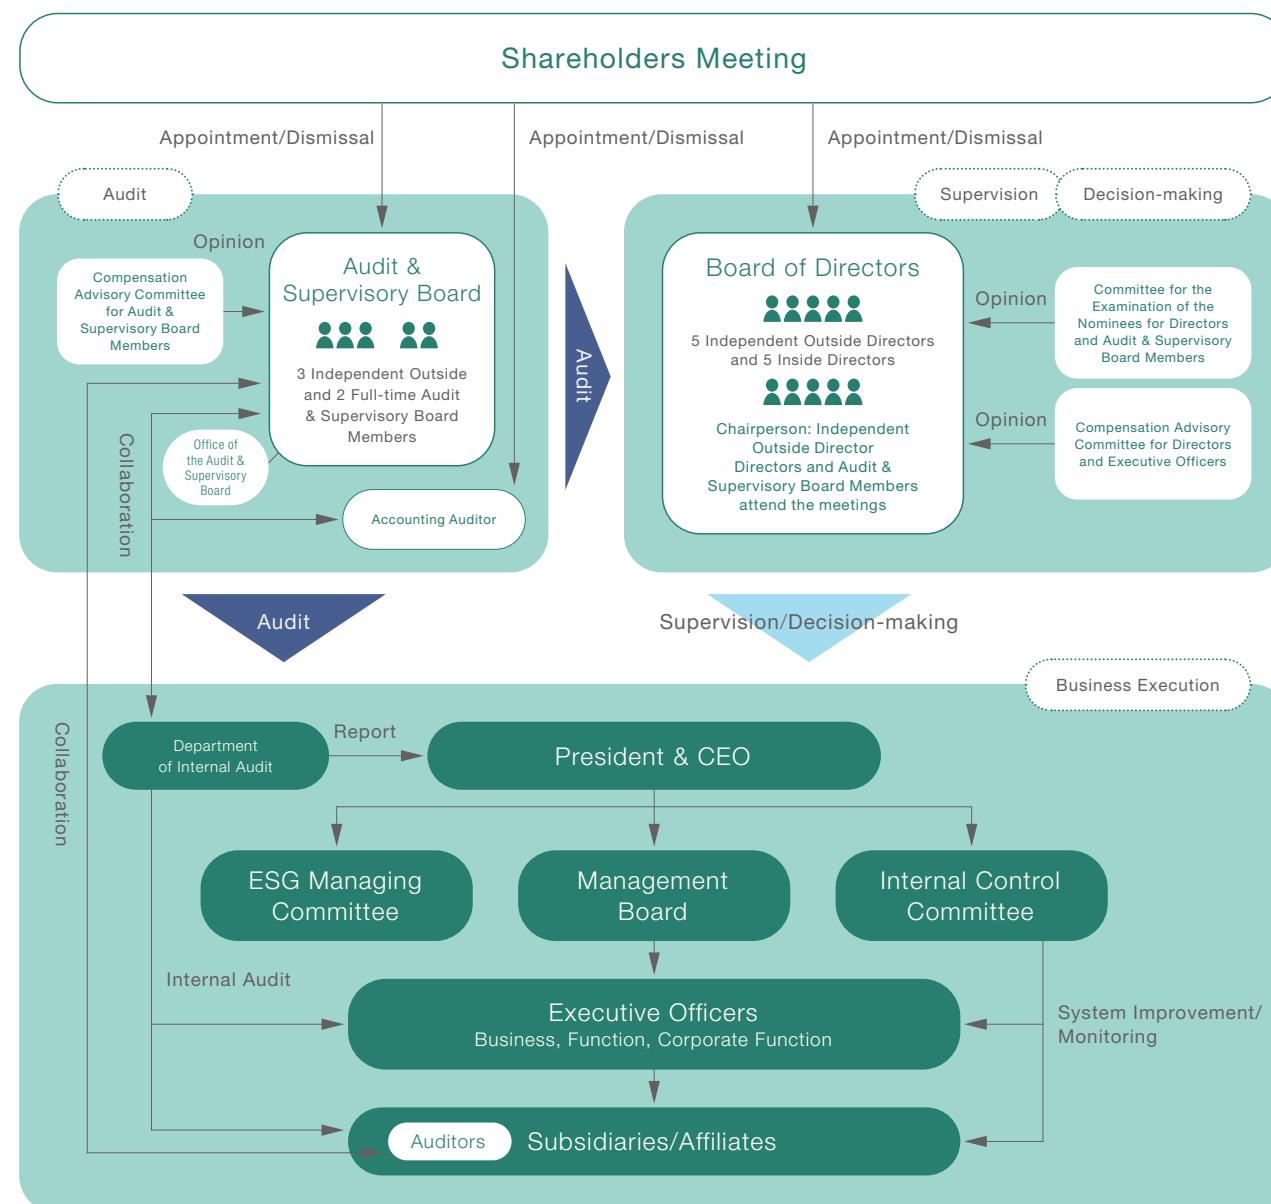 Shareholders Meeting
Appointment/Dismissal
Appointment/Dismissal
Appointment/Dismissal
Audit
Supervision
Decision-making
Opinion
Compensation
Advisory Committee
for Audit &
Supervisory Board
Members
Audit &
Supervisory Board
3 Independent Outside
and 2 Full-time Audit
& Supervisory Board
Members
Office of
the Audit &
Supervisory
Board
Accounting Auditor
Collaboration
Audit
Board of Directors
5 Independent Outside Directors
and 5 Inside Directors
Chairperson: Independent
Outside Director
Directors and Audit &
Supervisory Board Members
attend the meetings
Opinion
Committee for the
Examination of the
Nominees for Directors
and Audit & Supervisory
Board Members
Opinion
Compensation Advisory
Committee for Directors
and Executive Officers
Audit
Supervision/Decision-making
Business Execution
Collaboration
Department
of Internal Audit
Report
President & CEO
ESG Managing
Committee
Management
Board
Internal Control
Committee
Internal Audit
Executive Officers
Business, Function, Corporate Function
System Improvement/
Monitoring
Auditors
Subsidiaries/Affiliates